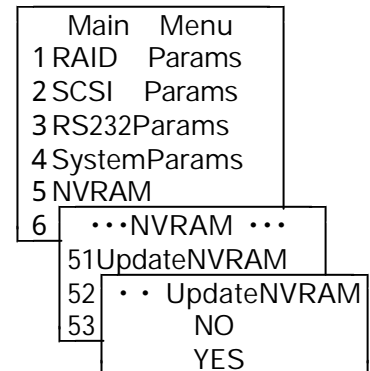 Main Menu
1 RAID Params
2 SCSI Params
3 RS232Params
4 SystemParams
5 NVRAM
6
···NVRAM ···
51UpdateNVRAM
52
53
·· UpdateNVRAM
NO
YES